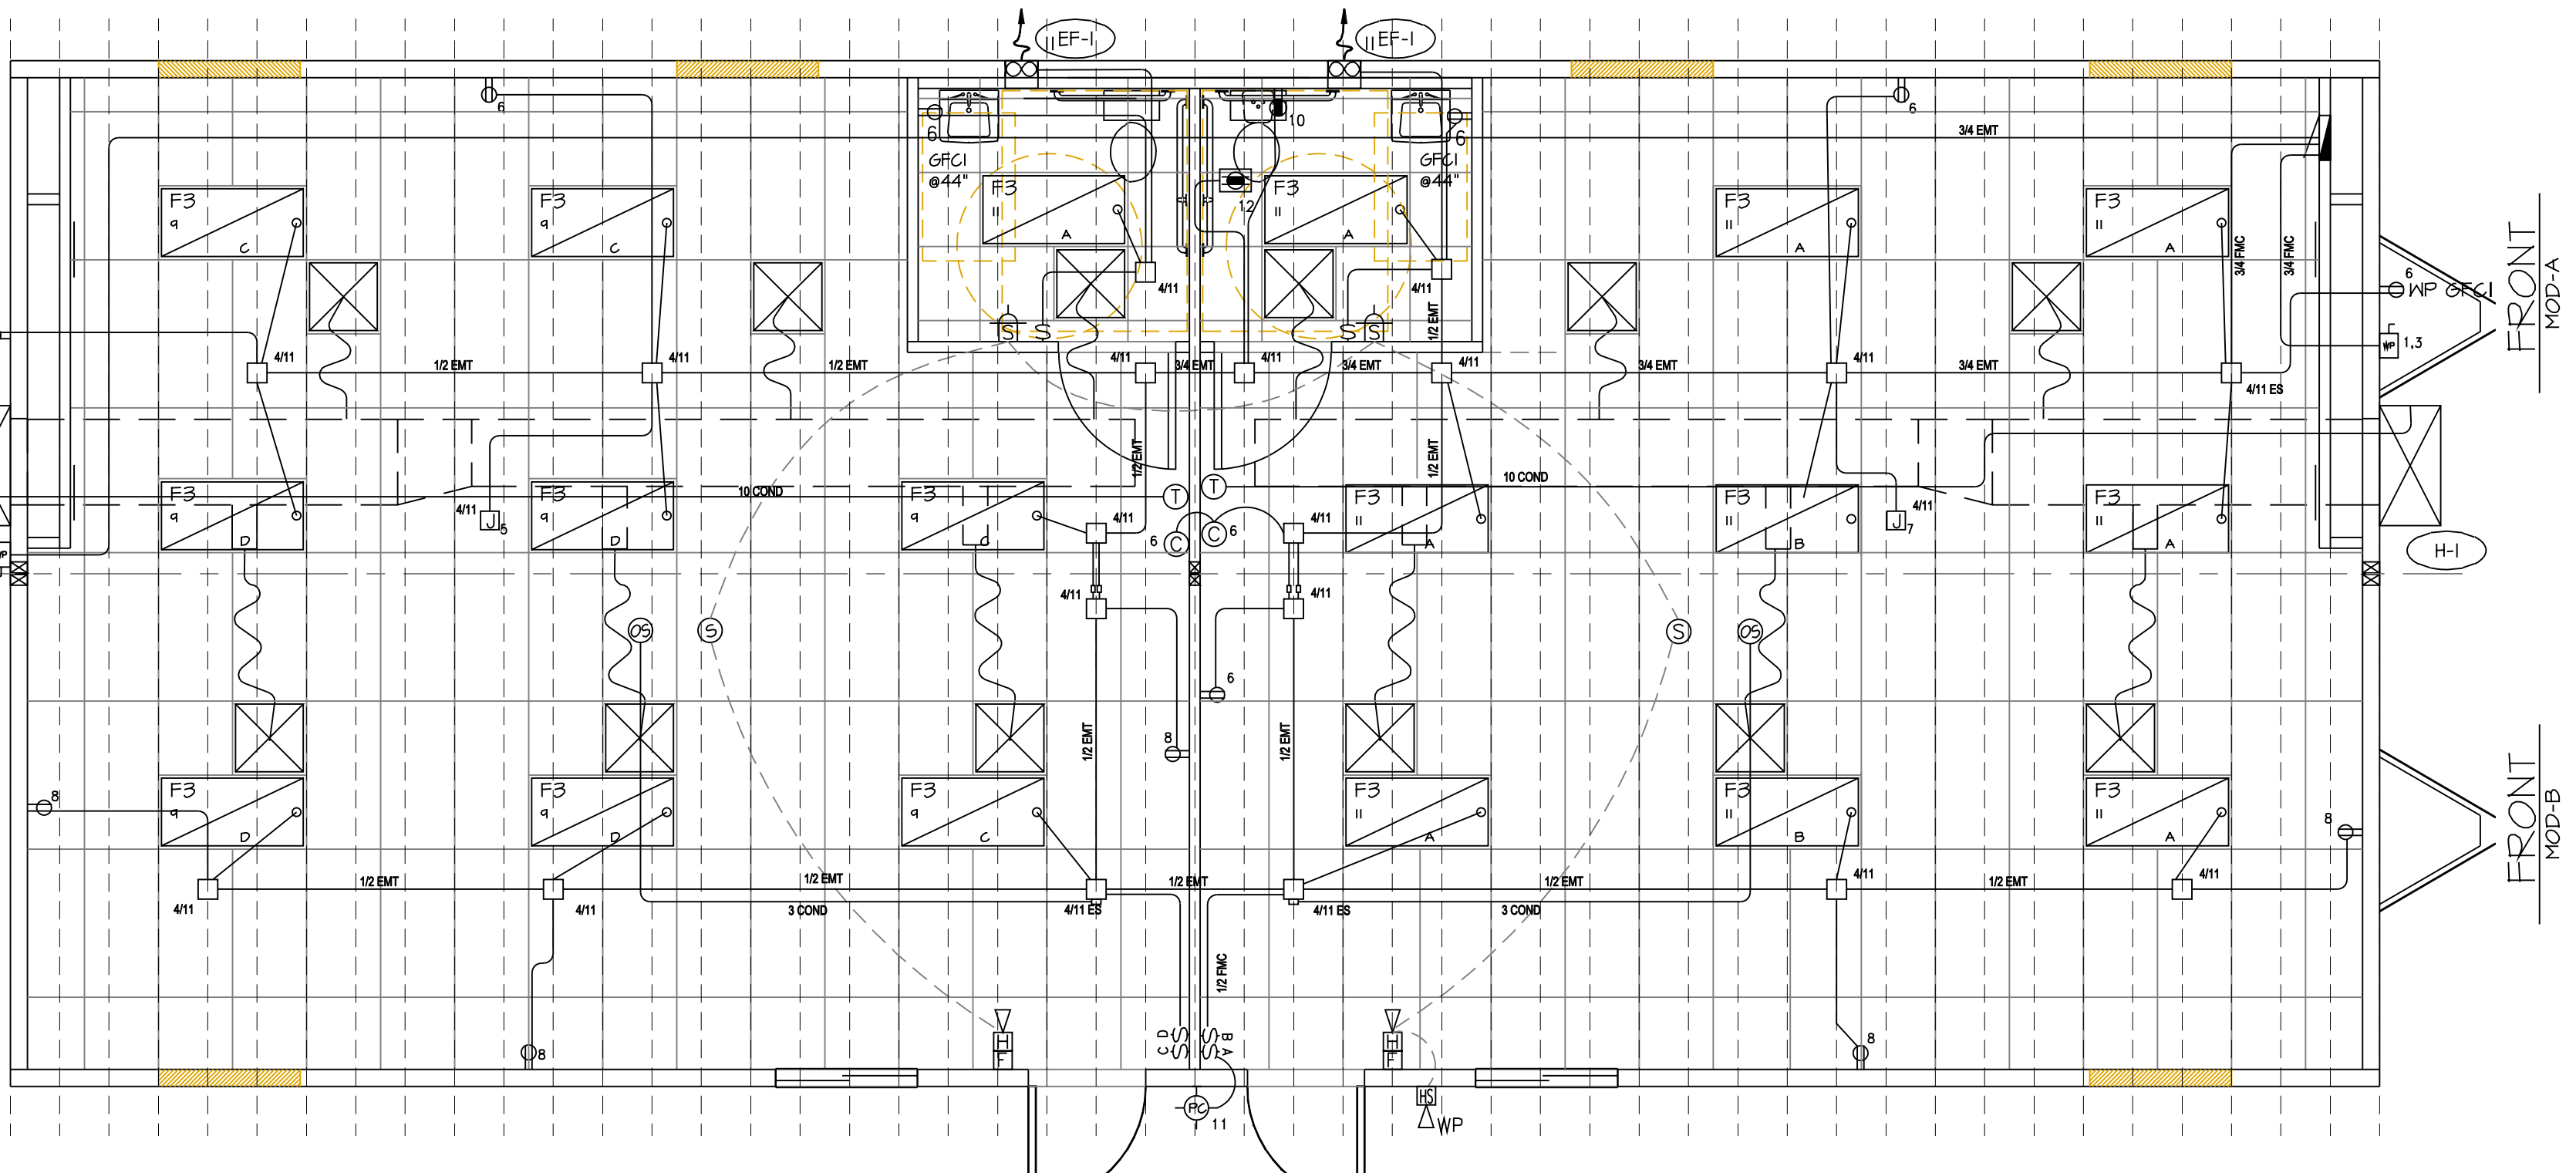 EF-1
EF-1
6
6
6
10
6
3/4 EMT
GFCI
@44"
GFCI
@44"
F3
9
C
F3
9
C
F3
11
A
12
F3
11
A
F3
11
A
F3
11
A
3/4 FMC
3/4 FMC
6
WP GFCI
WP
1,3
FRONT
MOD-A
S
S
S
S
4/11
4/11
1/2 EMT
4/11
1/2 EMT
4/11
1/2 EMT
4/11
3/4 EMT
4/11
3/4 EMT
4/11
3/4 EMT
4/11
3/4 EMT
4/11 ES
1/2 EMT
1/2 EMT
F3
9
D
F3
9
D
10 COND
F3
9
C
T
T
10 COND
F3
11
A
F3
11
B
F3
11
A
4/11
J
5
4/11
J
7
4/11
6
C
C
6
4/11
H-1
4/11
4/11
OS
S
S
OS
6
8
1/2 EMT
1/2 EMT
8
F3
9
D
F3
9
D
F3
9
C
F3
11
A
F3
11
B
F3
11
A
8
FRONT
MOD-B
4/11
1/2 EMT
4/11
1/2 EMT
3 COND
4/11 ES
1/2 EMT
4/11 ES
1/2 EMT
3 COND
4/11
1/2 EMT
4/11
1/2 FMC
8
H
F
C D
B A
H
F
8
PC
11
HS
WP